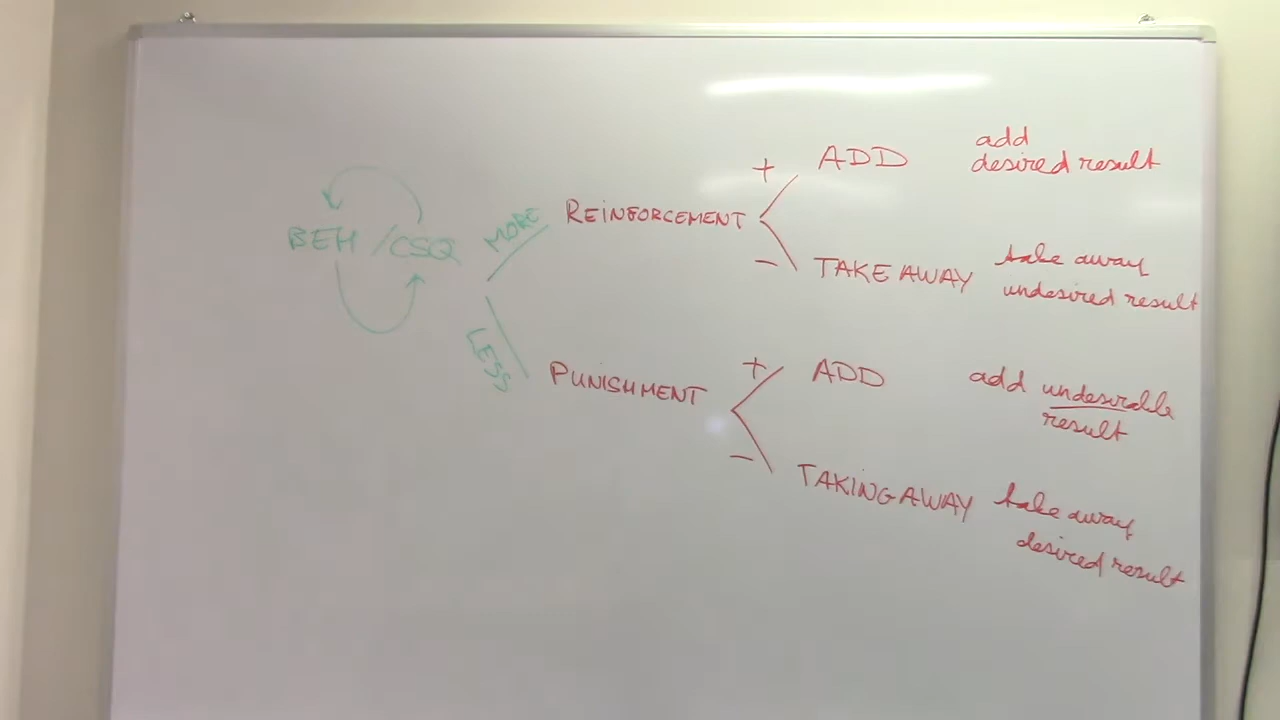 BEH / CSQ
MORE
LESS
REINFORCEMENT
+ ADD
add
desired result
- TAKE AWAY
take away
undesired result
PUNISHMENT
+ ADD
add undesirable
result
- TAKING AWAY
take away
desired result